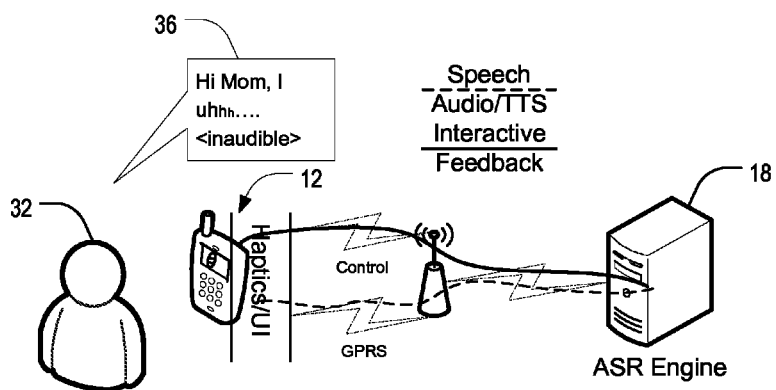 36
Hi Mom, I
uhhh....
<inaudible>
Speech
Audio/TTS
Interactive
Feedback
12
18
32
Haptics/UI
Control
GPRS
ASR Engine